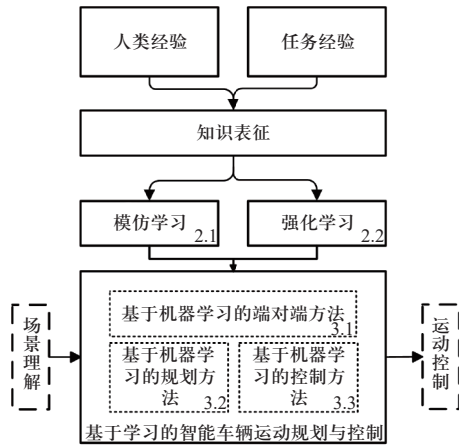 人类经验
任务经验
知识表征
模仿学习
2.1
强化学习
2.2
场景理解
基于机器学习的端对端方法
3.1
基于机器学
习的规划方
法
3.2
基于机器学
习的控制方
法
3.3
基于学习的智能车辆运动规划与控制
运动控制